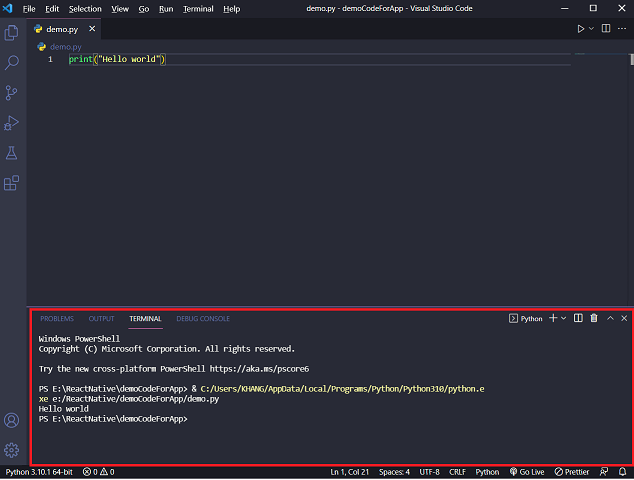 File Edit Selection View Go Run Terminal Help demo.py - demoCodeForApp - Visual Studio Code
demo.py
demo.py
1 print("Hello world")
PROBLEMS OUTPUT TERMINAL DEBUG CONSOLE Python
Windows PowerShell
Copyright (C) Microsoft Corporation. All rights reserved.
Try the new cross-platform PowerShell https://aka.ms/pscore6
PS E:\ReactNative\demoCodeForApp> & C:/Users/KHANG/AppData/Local/Programs/Python/Python310/python.e
xe e:/ReactNative/demoCodeForApp/demo.py
Hello world
PS E:\ReactNative\demoCodeForApp>
Python 3.10.1 64-bit 0 0 Ln 1, Col 21 Spaces: 4 UTF-8 CRLF Python Go Live Prettier